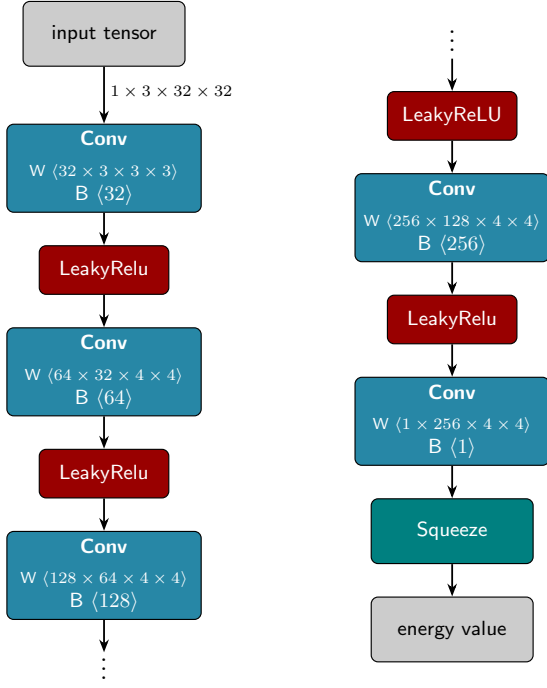 input tensor
1 × 3 × 32 × 32
Conv
W ⟨32 × 3 × 3 × 3⟩
B ⟨32⟩
LeakyRelu
Conv
W ⟨64 × 32 × 4 × 4⟩
B ⟨64⟩
LeakyRelu
Conv
W ⟨128 × 64 × 4 × 4⟩
B ⟨128⟩
⋮
⋮
LeakyReLU
Conv
W ⟨256 × 128 × 4 × 4⟩
B ⟨256⟩
LeakyRelu
Conv
W ⟨1 × 256 × 4 × 4⟩
B ⟨1⟩
Squeeze
energy value